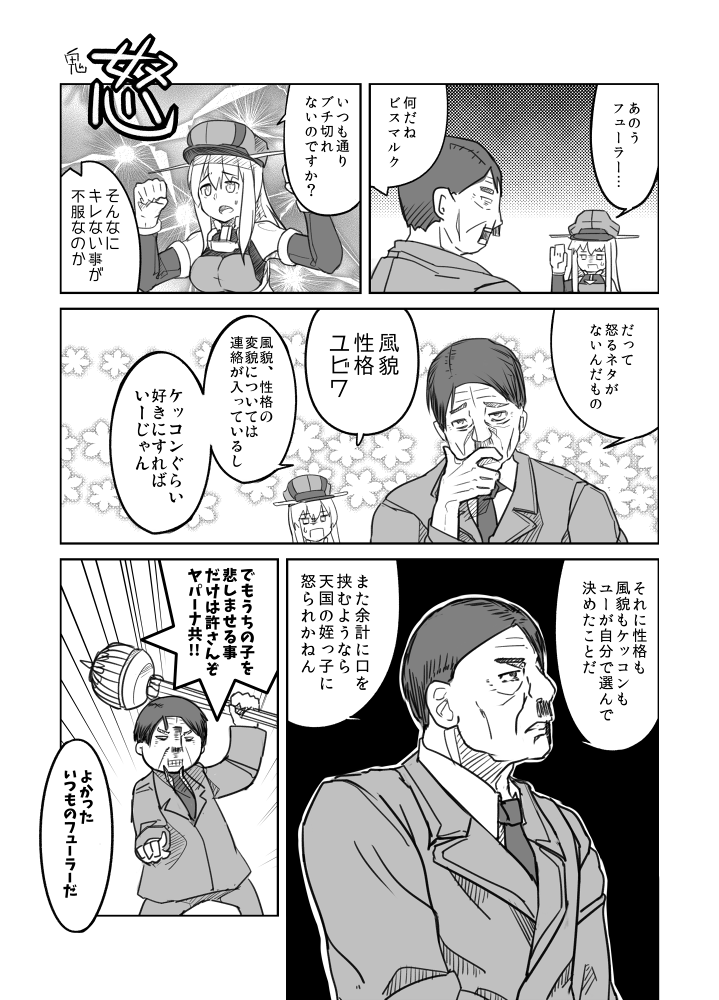 あのう
フューラー…
何だね
ビスマルク
いつも通り
ブチ切れ
ないのですか？
そんなに
キレない事が
不服なのか
だって
怒るネタが
ないんだもの
風貌
性格
ユビワ
風貌、性格の
変貌については
連絡が入っているし
ケッコンぐらい
好きにすれば
いーじゃん
それに性格も
風貌もケッコンも
ユーが自分で選んで
決めたことだ
また余計に口を
挟むようなら
天国の姪っ子に
怒られかねん
でもうちの子を
悲しませる事
だけは許さんぞ
ヤパーナ共!!
よかった
いつものフューラーだ